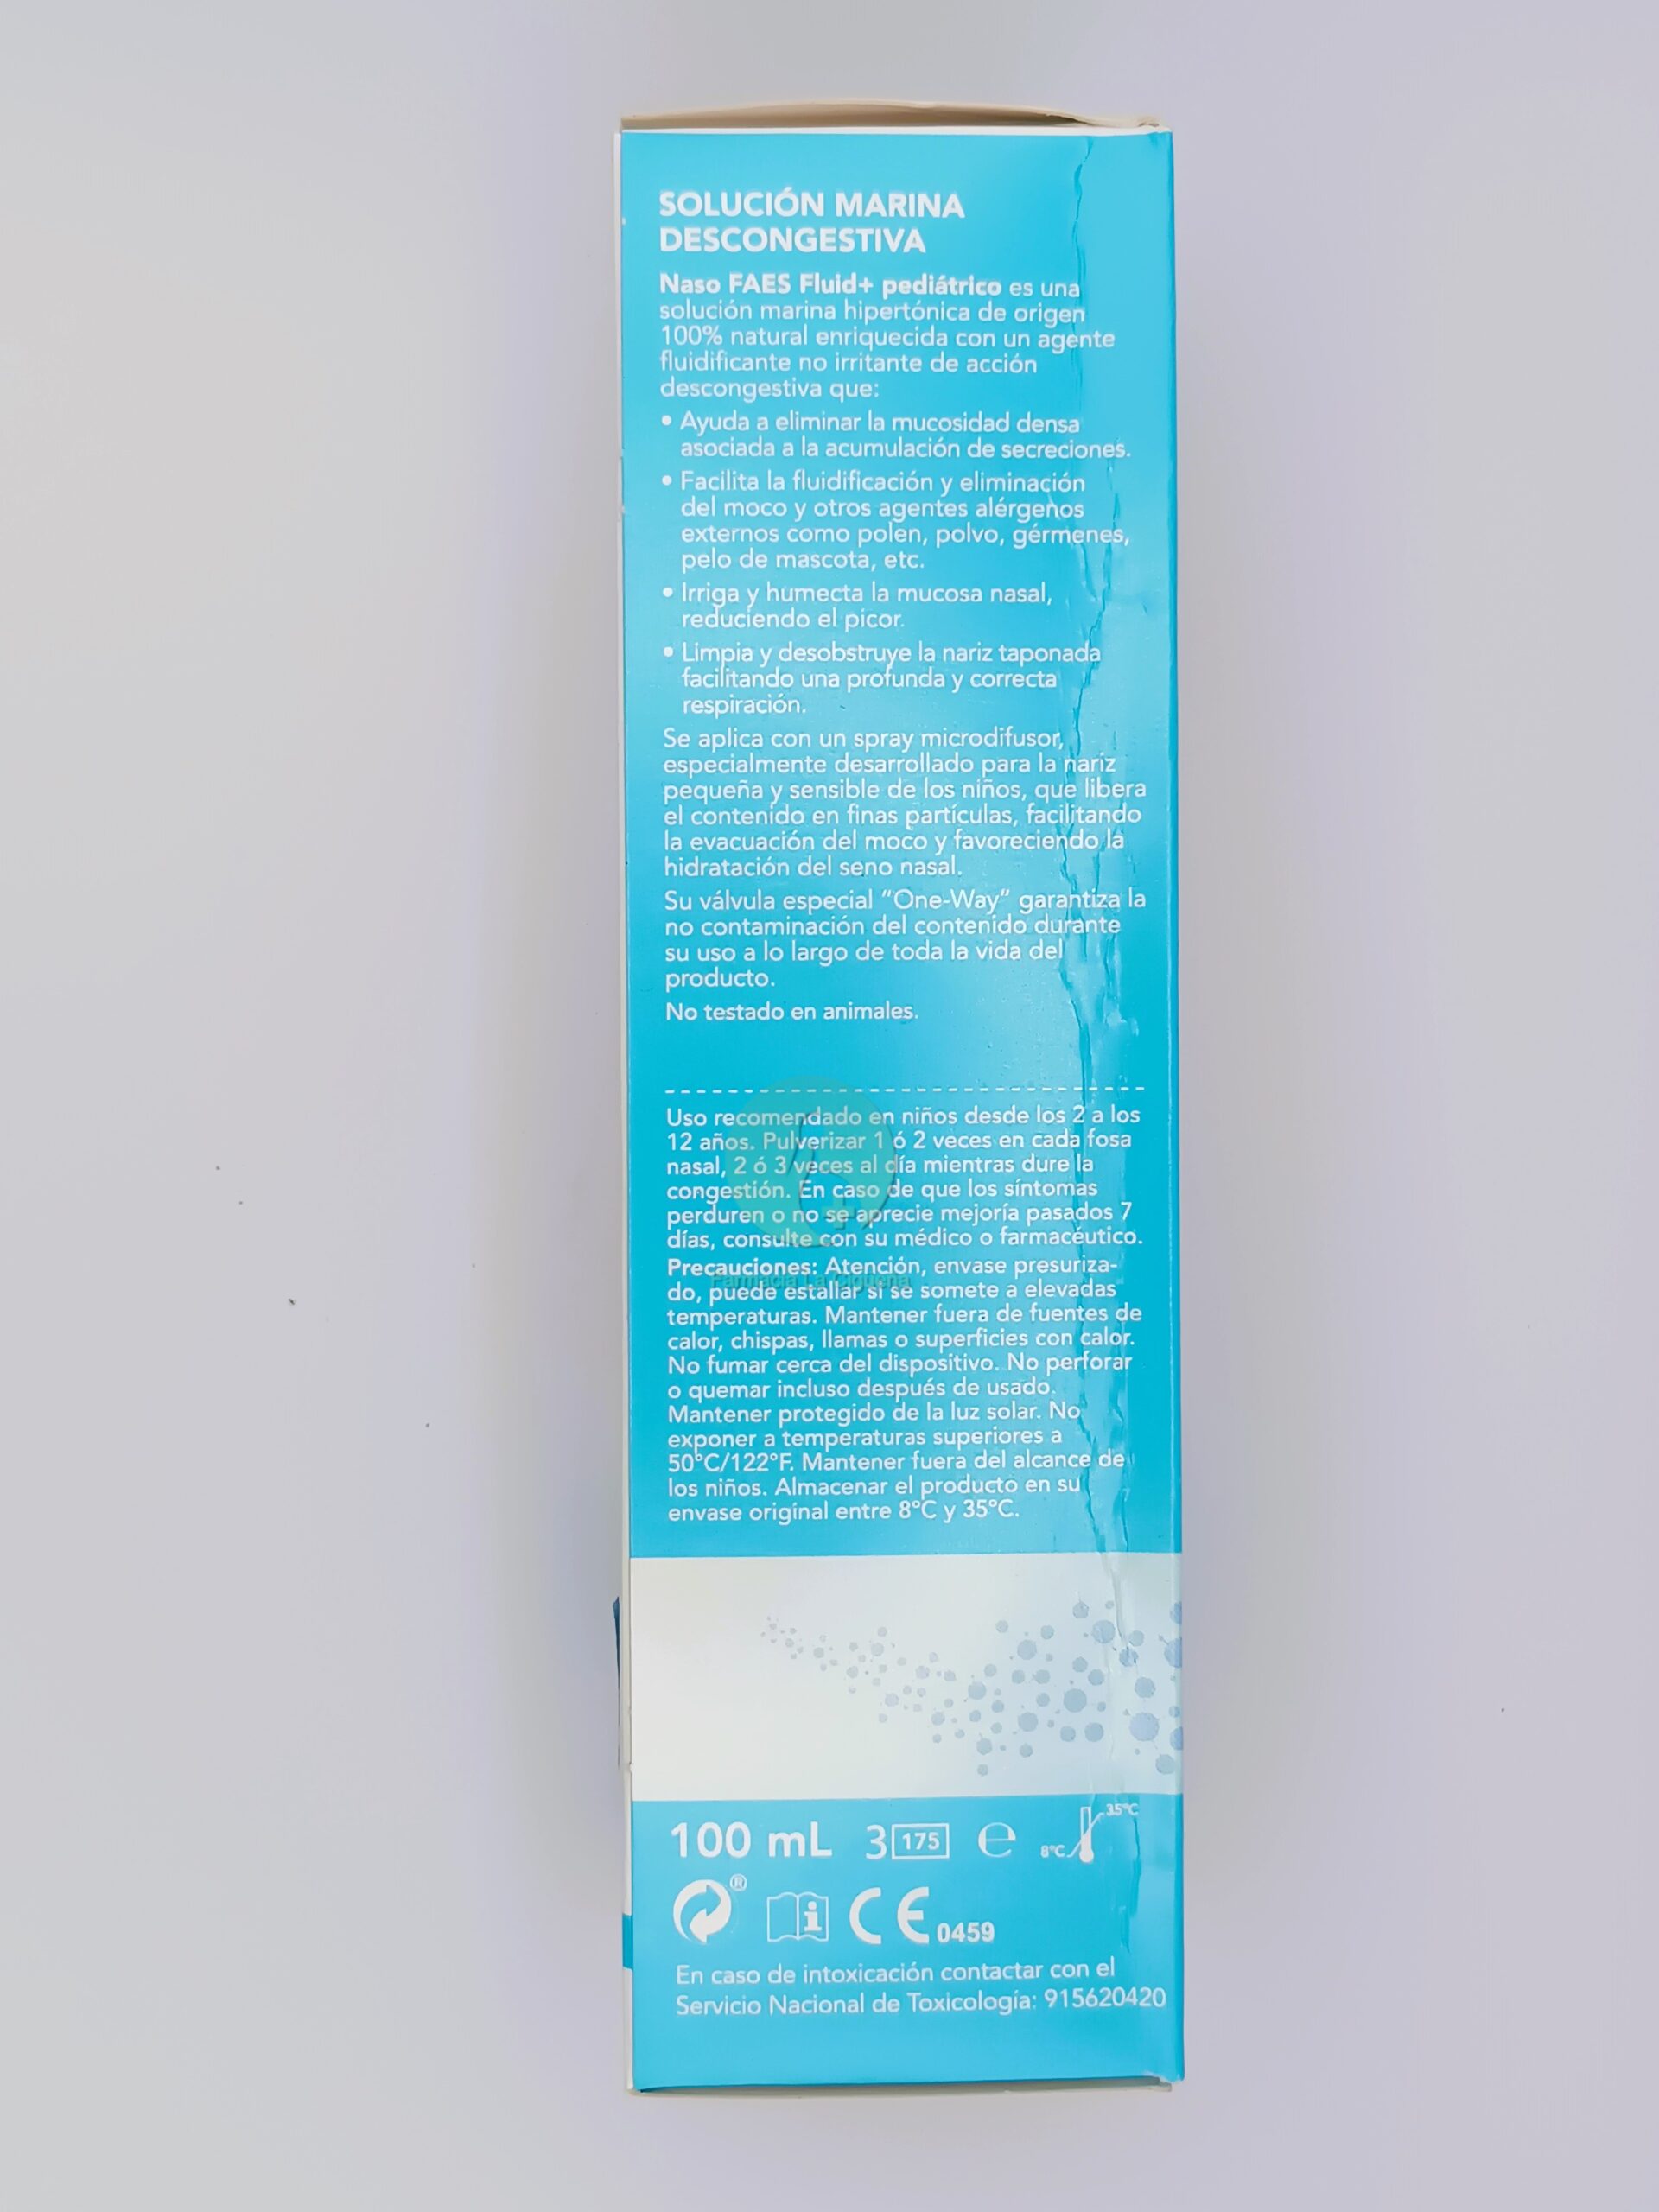 SOLUCIÓN MARINA
DESCONGESTIVA
Naso FAES Fluid+ pediátrico es una
solución marina hipertónica de origen
100% natural enriquecida con un agente
fluidificante no irritante de acción
descongestiva que:
• Ayuda a eliminar la mucosidad densa
asociada a la acumulación de secreciones.
• Facilita la fluidificación y eliminación
del moco y otros agentes alérgenos
externos como polen, polvo, gérmenes,
pelo de mascota, etc.
• Irriga y humecta la mucosa nasal,
reduciendo el picor.
• Limpia y desobstruye la nariz taponada
facilitando una profunda y correcta
respiración.
Se aplica con un spray microdifusor,
especialmente desarrollado para la nariz
pequeña y sensible de los niños, que libera
el contenido en finas partículas, facilitando
la evacuación del moco y favoreciendo la
hidratación del seno nasal.
Su válvula especial “One-Way“ garantiza la
no contaminación del contenido durante
su uso a lo largo de toda la vida del
producto.
No testado en animales.
Uso recomendado en niños desde los 2 a los
12 años. Pulverizar 1 ó 2 veces en cada fosa
nasal, 2 ó 3 veces al día mientras dure la
congestión. En caso de que los síntomas
perduren o no se aprecie mejoría pasados 7
días, consulte con su médico o farmacéutico.
Precauciones: Atención, envase presuriza-
do, puede estallar si se somete a elevadas
temperaturas. Mantener fuera de fuentes de
calor, chispas, llamas o superficies con calor.
No fumar cerca del dispositivo. No perforar
o quemar incluso después de usado.
Mantener protegido de la luz solar. No
exponer a temperaturas superiores a
50ºC/122ºF. Mantener fuera del alcance de
los niños. Almacenar el producto en su
envase original entre 8ºC y 35ºC.
Farmacia La Cigüeña
100 mL 3 175 e 8ºC 35ºC
® i CE 0459
En caso de intoxicación contactar con el
Servicio Nacional de Toxicología: 915620420